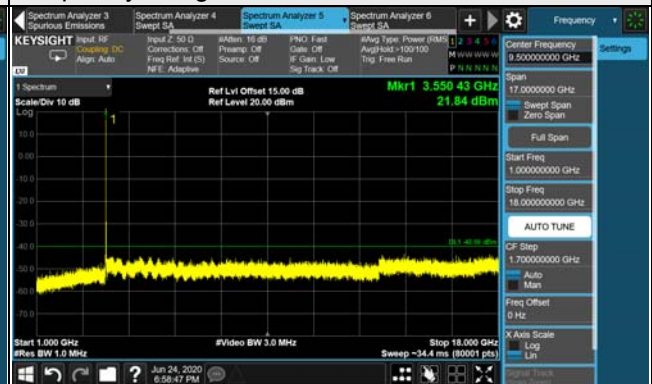 Spectrum Analyzer 3
Spurious Emissions
Spectrum Analyzer 4
Swept SA
Spectrum Analyzer 5
Swept SA
Spectrum Analyzer 6
Swept SA
+
Frequency
KEYSIGHT
Input: RF
Coupling: DC
Align: Auto
Input Z: 50 Ω
Corrections: Off
Freq Ref: Int (S)
NFE: Adaptive
#Atten: 16 dB
Preamp: Off
Source: Off
PNO: Fast
Gate: Off
IF Gain: Low
Sig Track: Off
#Avg Type: Power (RMS)
Avg|Hold:>100/100
Trig: Free Run
1 2 3 4 5 6
M W W W W W
P N N N N N
LXI
Center Frequency
9.500000000 GHz
Settings
Span
17.0000000 GHz
Swept Span
Zero Span
Full Span
Start Freq
1.000000000 GHz
Stop Freq
18.000000000 GHz
AUTO TUNE
CF Step
1.700000000 GHz
Auto
Man
Freq Offset
0 Hz
X Axis Scale
Log
Lin
Signal Track
1 Spectrum
Scale/Div 10 dB
Log
Ref Lvl Offset 15.00 dB
Ref Level 20.00 dBm
Mkr1 3.550 43 GHz
21.84 dBm
1
10.0
0.00
-10.0
-20.0
-30.0
-40.0
-50.0
-60.0
-70.0
DL1 -40.00 dBm
Start 1.000 GHz
#Res BW 1.0 MHz
#Video BW 3.0 MHz
Stop 18.000 GHz
Sweep ~34.4 ms (80001 pts)
?
Jun 24, 2020
6:58:47 PM